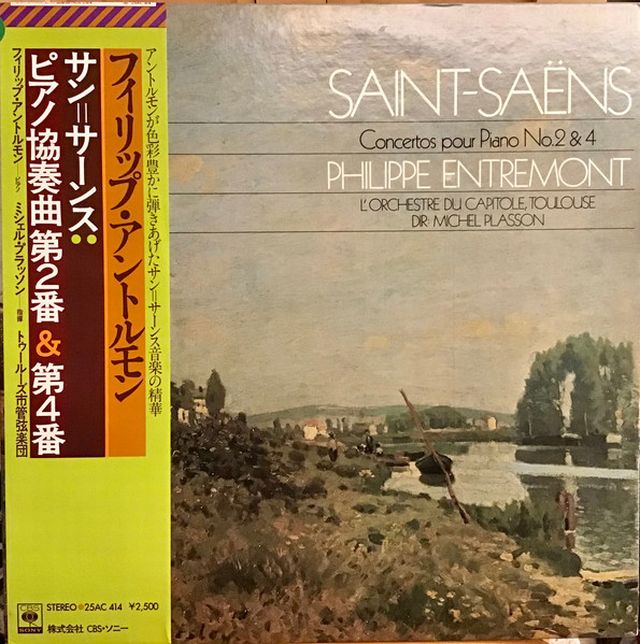 アントルモンが色彩豊かに弾きあげたサン=サーンス音楽の精華
フィリップ・アントルモン
サン=サーンス:
ピアノ協奏曲第2番&第4番
フィリップ・アントルモン—ピアノ ミシェル・プラッソン—指揮 トゥールーズ市管弦楽団
CBS
SONY
STEREO ●25AC 414 ¥2,500
株式会社 CBS・ソニー
SAINT-SAËNS
Concertos pour Piano No.2 & 4
PHILIPPE ENTREMONT
L'ORCHESTRE DU CAPITOLE, TOULOUSE
DIR: MICHEL PLASSON